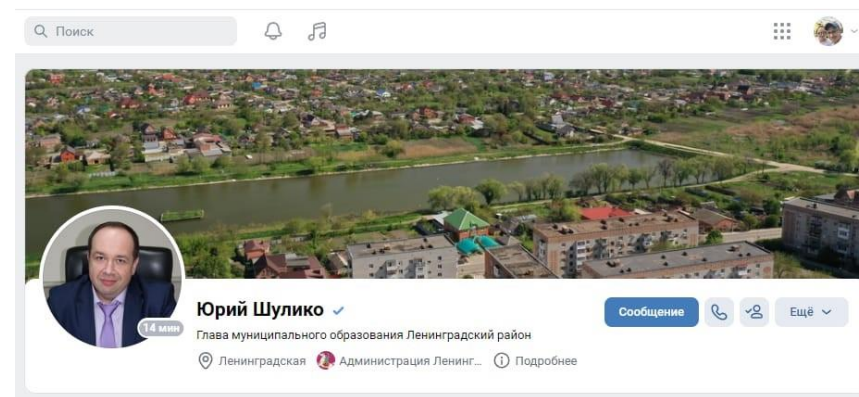 Поиск
Юрий Шулико
14 мин
Сообщение
Ещё
Глава муниципального образования Ленинградский район
Ленинградская Администрация Ленинг... Подробнее